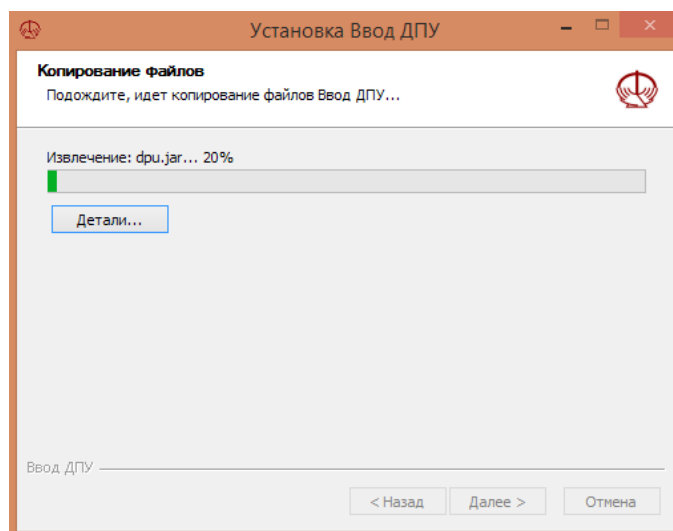 Установка Ввод ДПУ
Копирование файлов
Подождите, идет копирование файлов Ввод ДПУ...
Извлечение: dpu.jar... 20%
Детали...
Ввод ДПУ
< Назад
Далее >
Отмена